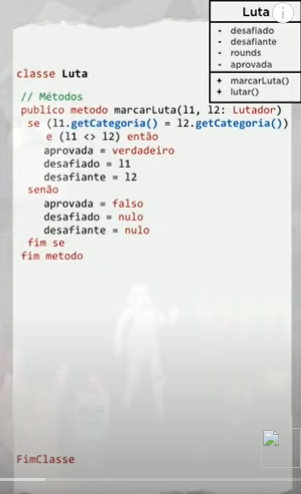 Luta
- desafiado
- desafiante
- rounds
- aprovada
+ marcarLuta()
+ lutar()
classe Luta
// Métodos
publico metodo marcarLuta(l1, l2: Lutador)
se (l1.getCategoria() = l2.getCategoria())
e (l1 <> l2) então
aprovada = verdadeiro
desafiado = l1
desafiante = l2
senão
aprovada = falso
desafiado = nulo
desafiante = nulo
fim se
fim metodo
FimClasse